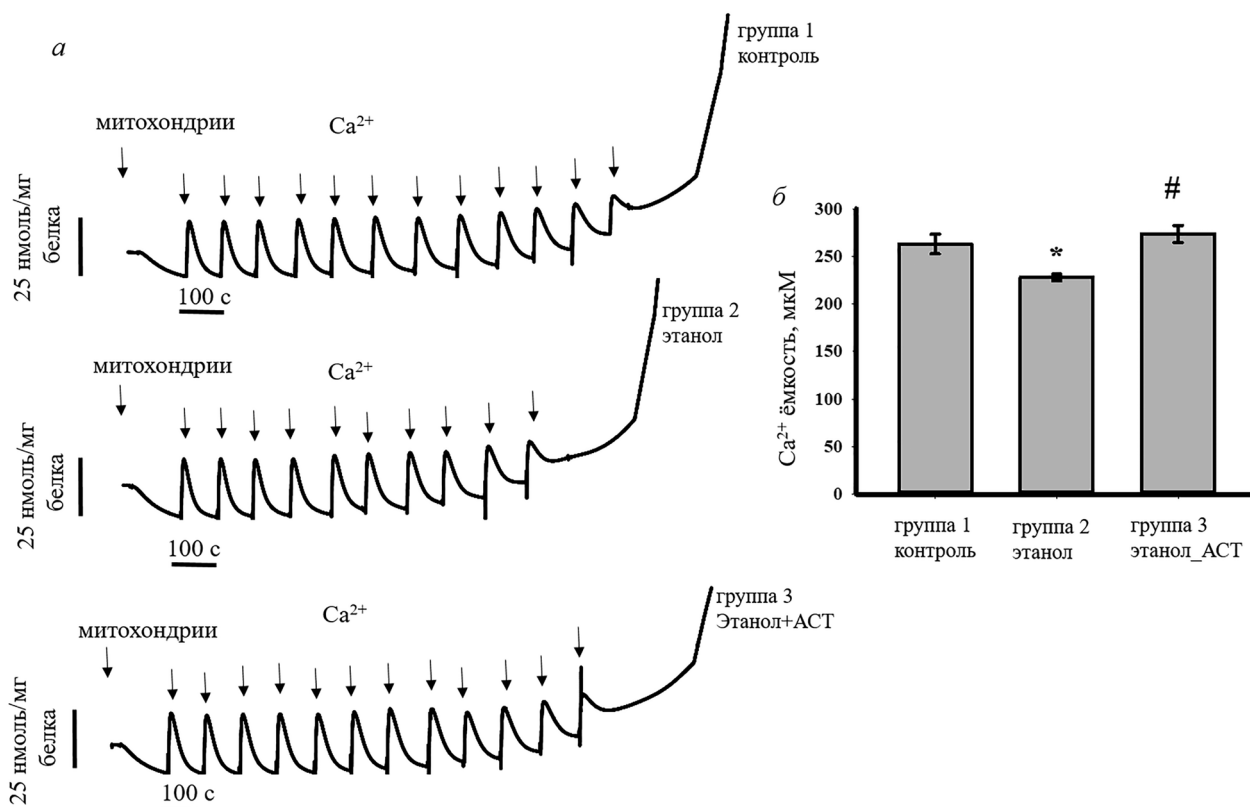 а
группа 1
контроль
митохондрии
Ca²⁺
25 нмоль/мг
белка
100 с
группа 2
этанол
митохондрии
Ca²⁺
25 нмоль/мг
белка
100 с
группа 3
Этанол+АСТ
митохондрии
Ca²⁺
25 нмоль/мг
белка
100 с
б
#
*
Ca²⁺ ёмкость, мкМ
300
250
200
150
100
50
0
группа 1
контроль
группа 2
этанол
группа 3
этанол_АСТ